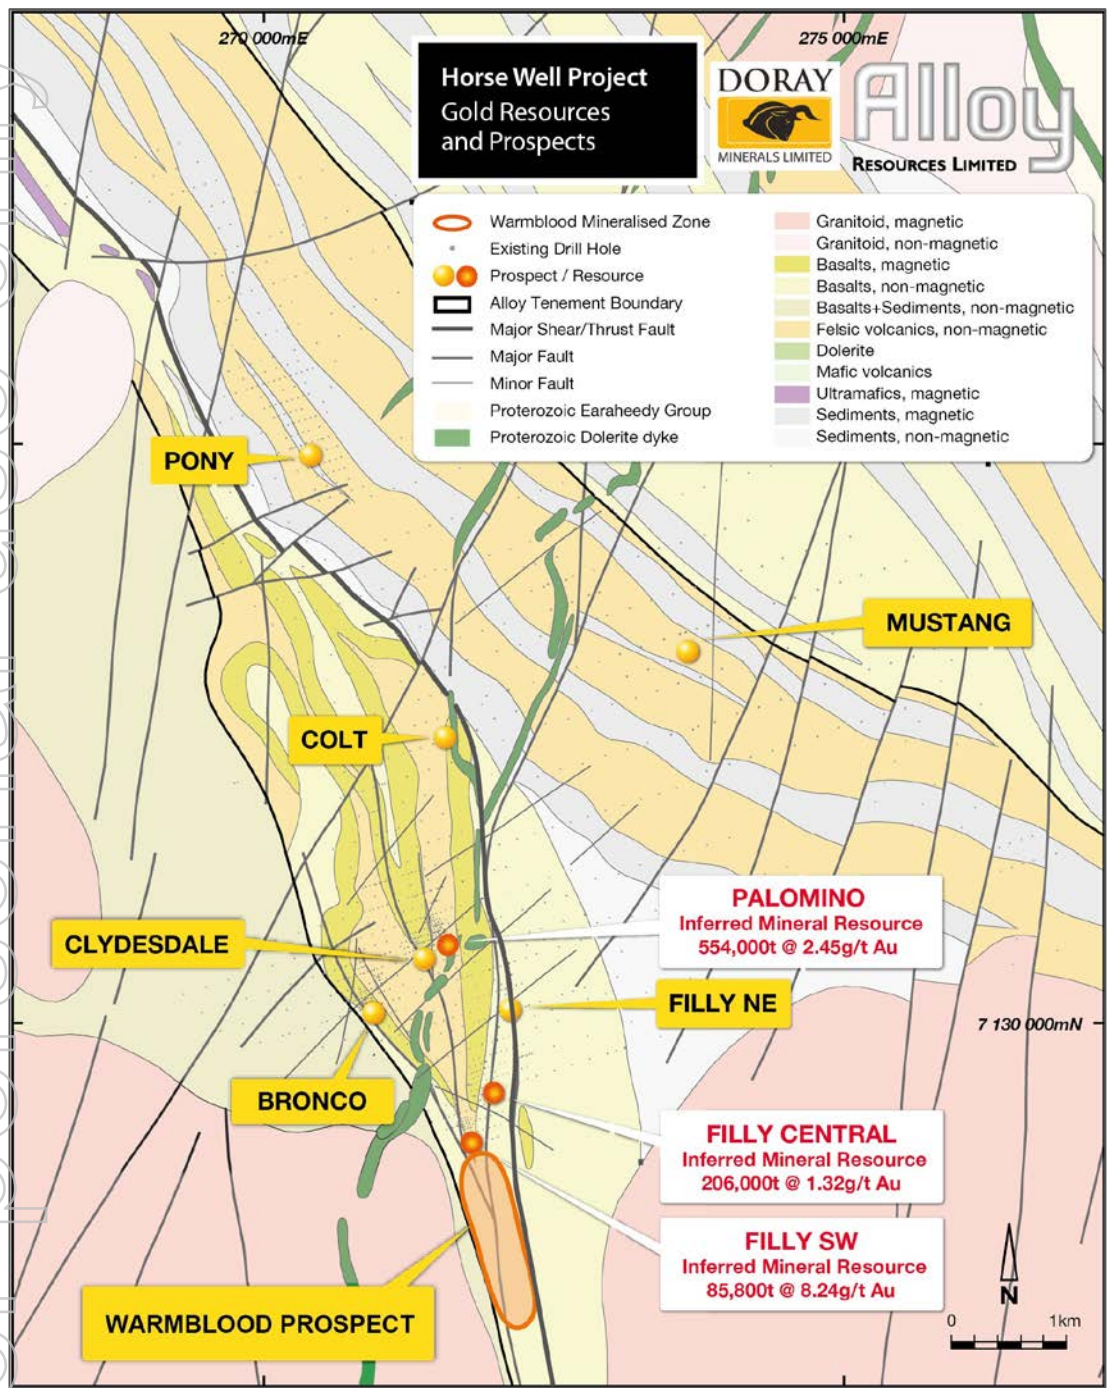 270 000mE
275 000mE
Horse Well Project
Gold Resources
and Prospects
DORAY
MINERALS LIMITED
Alloy
RESOURCES LIMITED
Warmblood Mineralised Zone
Existing Drill Hole
Prospect / Resource
Alloy Tenement Boundary
Major Shear/Thrust Fault
Major Fault
Minor Fault
Proterozoic Earaheedy Group
Proterozoic Dolerite dyke
Granitoid, magnetic
Granitoid, non-magnetic
Basalts, magnetic
Basalts, non-magnetic
Basalts+Sediments, non-magnetic
Felsic volcanics, non-magnetic
Dolerite
Mafic volcanics
Ultramafics, magnetic
Sediments, magnetic
Sediments, non-magnetic
PONY
MUSTANG
COLT
PALOMINO
Inferred Mineral Resource
554,000t @ 2.45g/t Au
CLYDESDALE
FILLY NE
7 130 000mN
BRONCO
FILLY CENTRAL
Inferred Mineral Resource
206,000t @ 1.32g/t Au
FILLY SW
Inferred Mineral Resource
85,800t @ 8.24g/t Au
WARMBLOOD PROSPECT
N
0 1km